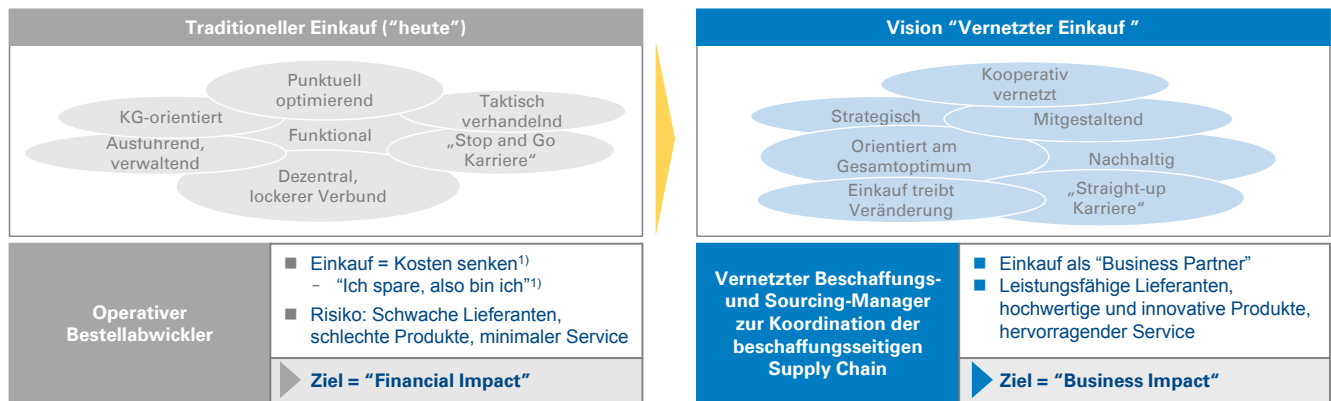 Traditioneller Einkauf (“heute”)
Punktuell
optimierend
KG-orientiert
Taktisch
verhandelnd
Funktional
Ausführend,
verwaltend
„Stop and Go
Karriere“
Dezentral,
lockerer Verbund
Operativer
Bestellabwickler
■ Einkauf = Kosten senken1)
- “Ich spare, also bin ich”1)
■ Risiko: Schwache Lieferanten,
schlechte Produkte, minimaler Service
Ziel = “Financial Impact”
Vision “Vernetzter Einkauf ”
Kooperativ
vernetzt
Strategisch
Mitgestaltend
Orientiert am
Gesamtoptimum
Nachhaltig
Einkauf treibt
Veränderung
„Straight-up
Karriere“
Vernetzter Beschaffungs-
und Sourcing-Manager
zur Koordination der
beschaffungsseitigen
Supply Chain
■ Einkauf als “Business Partner”
■ Leistungsfähige Lieferanten,
hochwertige und innovative Produkte,
hervorragender Service
Ziel = “Business Impact“